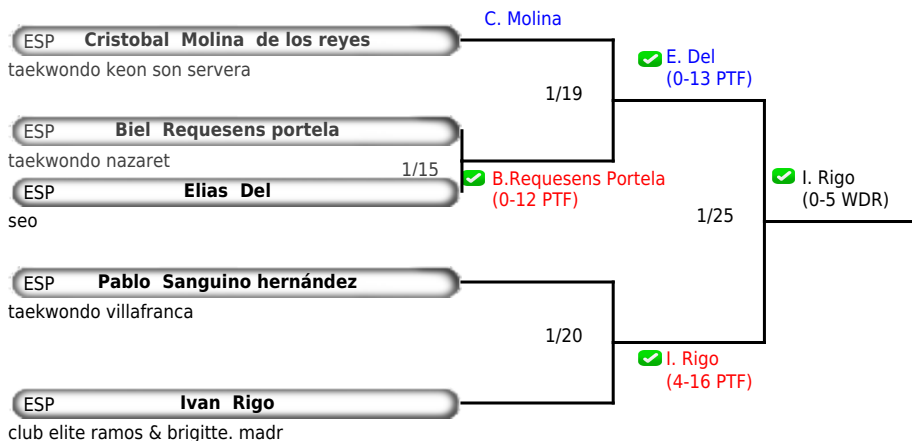 C. Molina
ESP Cristobal Molina de los reyes
taekwondo keon son servera
E. Del
(0-13 PTF)
1/19
ESP Biel Requesens portela
taekwondo nazaret
1/15
B.Requesens Portela
(0-12 PTF)
I. Rigo
(0-5 WDR)
ESP Elias Del
seo
1/25
ESP Pablo Sanguino hernández
taekwondo villafranca
1/20
I. Rigo
(4-16 PTF)
ESP Ivan Rigo
club elite ramos & brigitte. madr